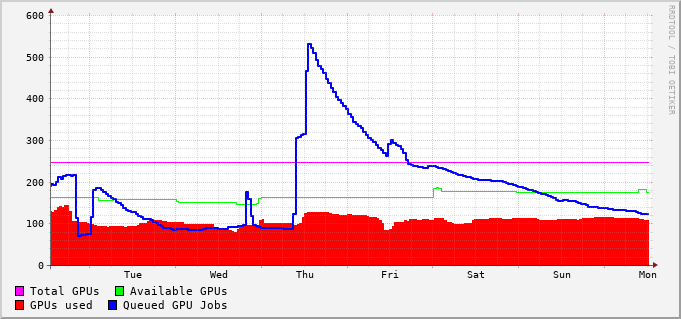 600
500
400
300
200
100
0
Tue Wed Thu Fri Sat Sun Mon
Total GPUs Available GPUs
GPUs used Queued GPU Jobs
RRDTOOL / TOBI OETIKER